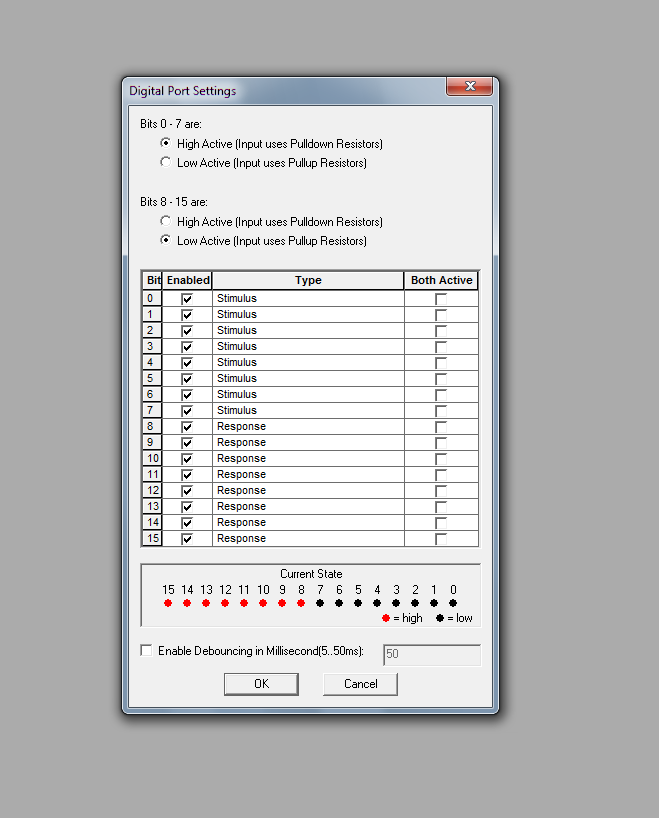 Digital Port Settings
Bits 0 - 7 are:
High Active (Input uses Pulldown Resistors)
Low Active (Input uses Pullup Resistors)
Bits 8 - 15 are:
High Active (Input uses Pulldown Resistors)
Low Active (Input uses Pullup Resistors)
Bit Enabled Type Both Active
0 Stimulus
1 Stimulus
2 Stimulus
3 Stimulus
4 Stimulus
5 Stimulus
6 Stimulus
7 Stimulus
8 Response
9 Response
10 Response
11 Response
12 Response
13 Response
14 Response
15 Response
Current State
15 14 13 12 11 10 9 8 7 6 5 4 3 2 1 0
= high = low
Enable Debouncing in Millisecond(5..50ms): 50
OK Cancel